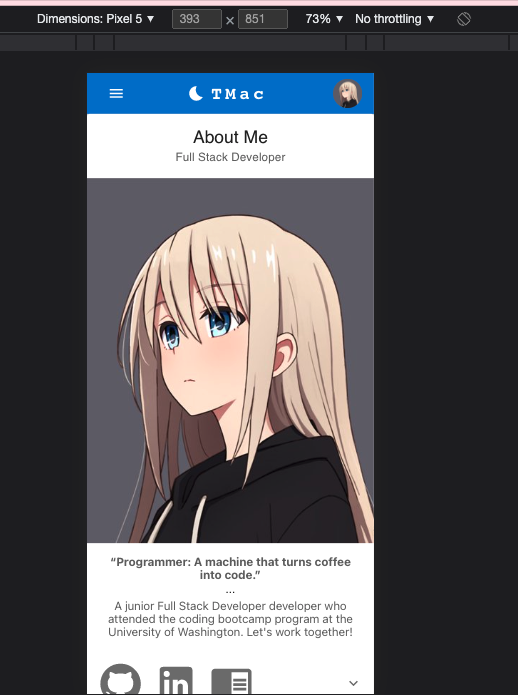 Dimensions: Pixel 5 ▼ 393 × 851 73% ▼ No throttling ▼
TMac
About Me
Full Stack Developer
“Programmer: A machine that turns coffee
into code.”
...
A junior Full Stack Developer developer who
attended the coding bootcamp program at the
University of Washington. Let's work together!
in